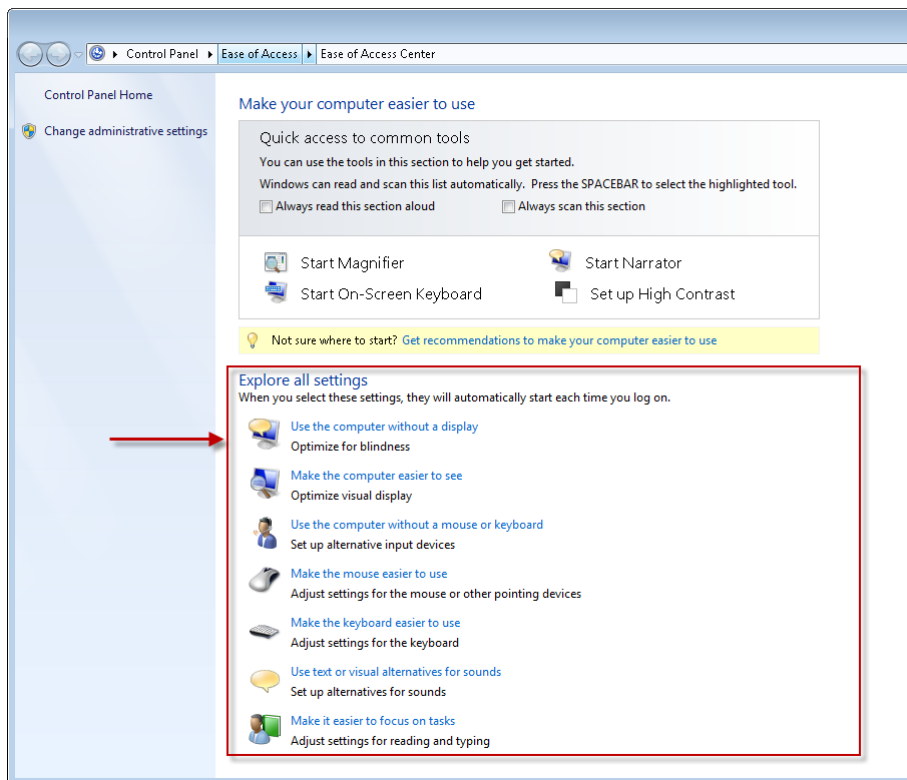 Control Panel Ease of Access Ease of Access Center
Control Panel Home
Change administrative settings
Make your computer easier to use
Quick access to common tools
You can use the tools in this section to help you get started.
Windows can read and scan this list automatically. Press the SPACEBAR to select the highlighted tool.
Always read this section aloud Always scan this section
Start Magnifier Start Narrator
Start On-Screen Keyboard Set up High Contrast
Not sure where to start? Get recommendations to make your computer easier to use
Explore all settings
When you select these settings, they will automatically start each time you log on.
Use the computer without a display
Optimize for blindness
Make the computer easier to see
Optimize visual display
Use the computer without a mouse or keyboard
Set up alternative input devices
Make the mouse easier to use
Adjust settings for the mouse or other pointing devices
Make the keyboard easier to use
Adjust settings for the keyboard
Use text or visual alternatives for sounds
Set up alternatives for sounds
Make it easier to focus on tasks
Adjust settings for reading and typing